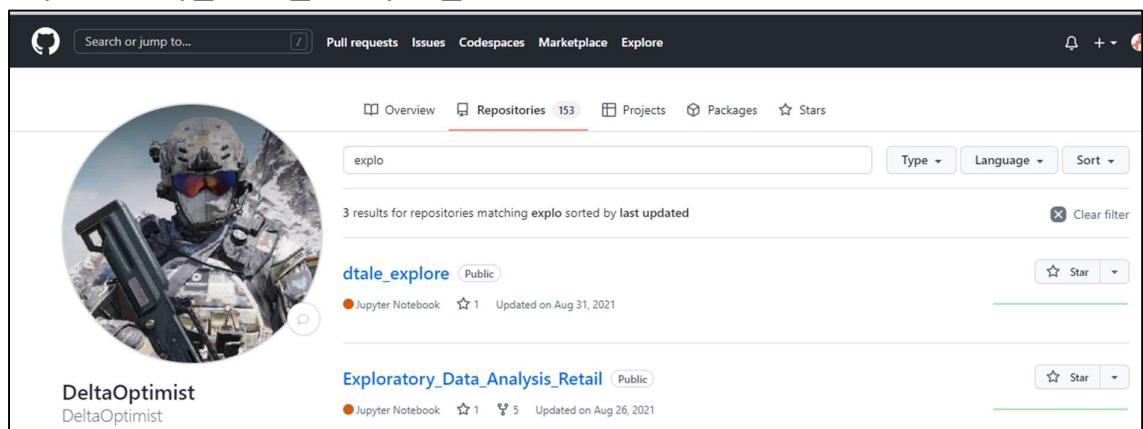 Search or jump to... /
Pull requests Issues Codespaces Marketplace Explore
Overview Repositories 153 Projects Packages Stars
explo
Type Language Sort
3 results for repositories matching explo sorted by last updated
Clear filter
dtale_explore Public
Star
Jupyter Notebook 1 Updated on Aug 31, 2021
Exploratory_Data_Analysis_Retail Public
Star
Jupyter Notebook 1 5 Updated on Aug 26, 2021
DeltaOptimist
DeltaOptimist